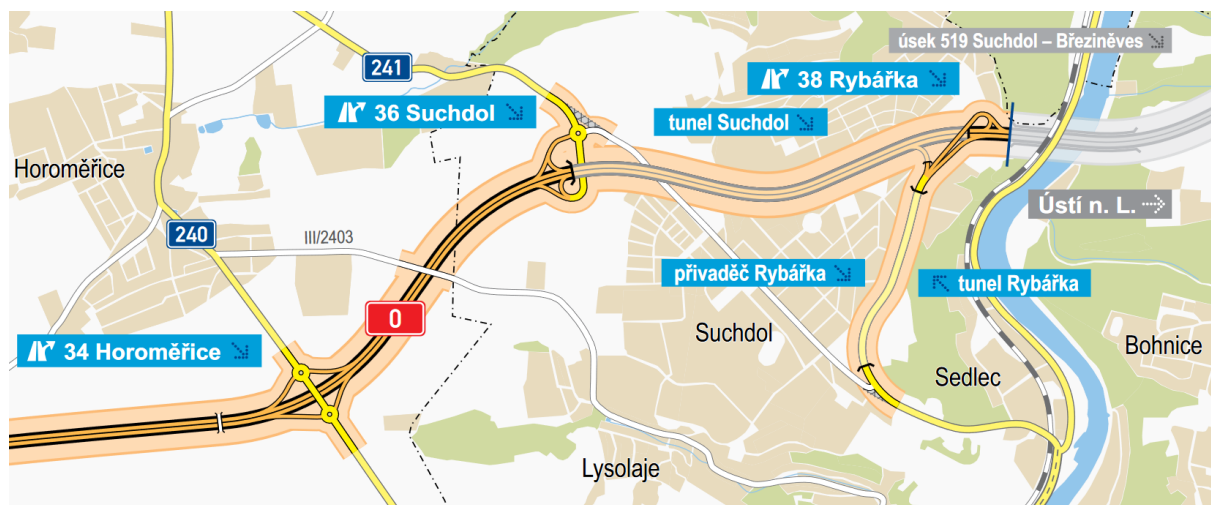 úsek 519 Suchdol – Březiněves
241
38 Rybářka
36 Suchdol
tunel Suchdol
Horoměřice
Ústí n. L.
240
III/2403
přivaděč Rybářka
tunel Rybářka
0
Suchdol
34 Horoměřice
Bohnice
Sedlec
Lysolaje